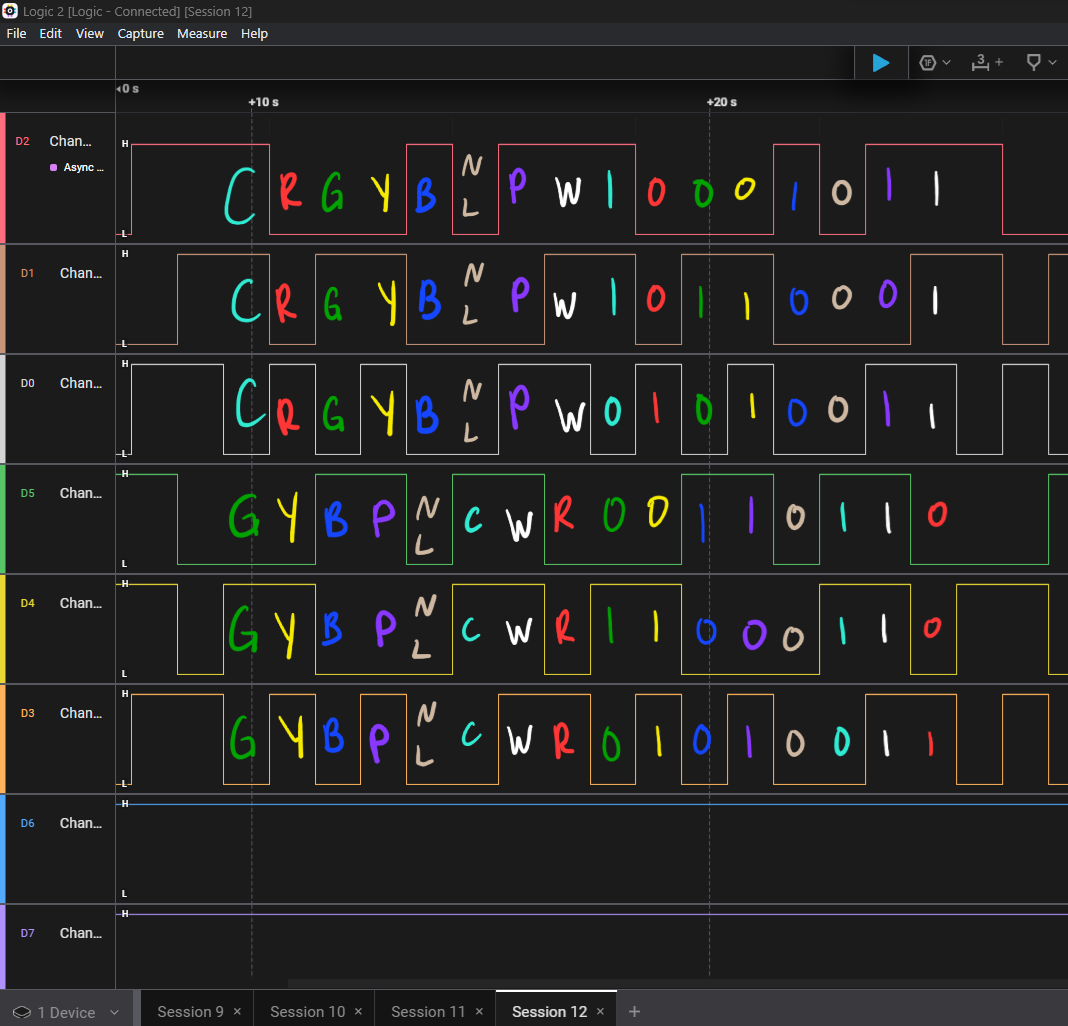 Logic 2 [Logic - Connected] [Session 12]
File Edit View Capture Measure Help
1F 3 +
0 s
+10 s +20 s
D2 Chan... H
Async ...
C R G Y B N L P W 1 0 0 0 1 0 1 1
L
D1 Chan... H
C R G Y B N L P W 1 0 1 1 0 0 0 1
L
D0 Chan... H
C R G Y B N L P W 0 1 0 1 0 0 1 1
L
D5 Chan... H
G Y B P N L C W R 0 0 1 1 0 1 1 0
L
D4 Chan... H
G Y B P N L C W R 1 1 0 0 0 1 1 0
L
D3 Chan... H
G Y B P N L C W R 0 1 0 1 0 0 1 1
L
D6 Chan... H
L
D7 Chan... H
1 Device Session 9 × Session 10 × Session 11 × Session 12 × +